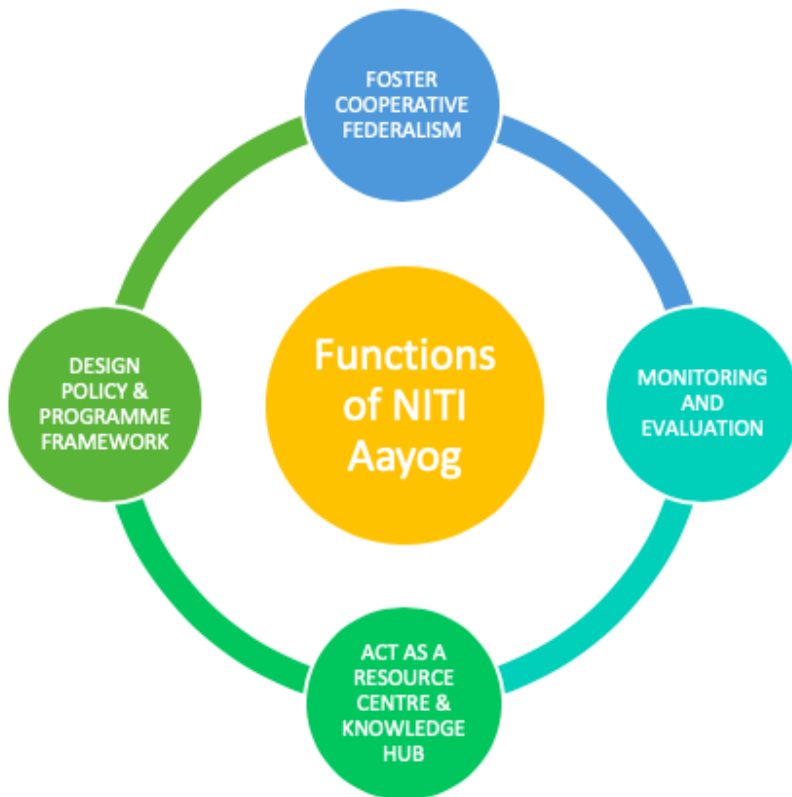 FOSTER
COOPERATIVE
FEDERALISM
DESIGN
POLICY &
PROGRAMME
FRAMEWORK
Functions
of NITI
Aayog
MONITORING
AND
EVALUATION
ACT AS A
RESOURCE
CENTRE &
KNOWLEDGE
HUB